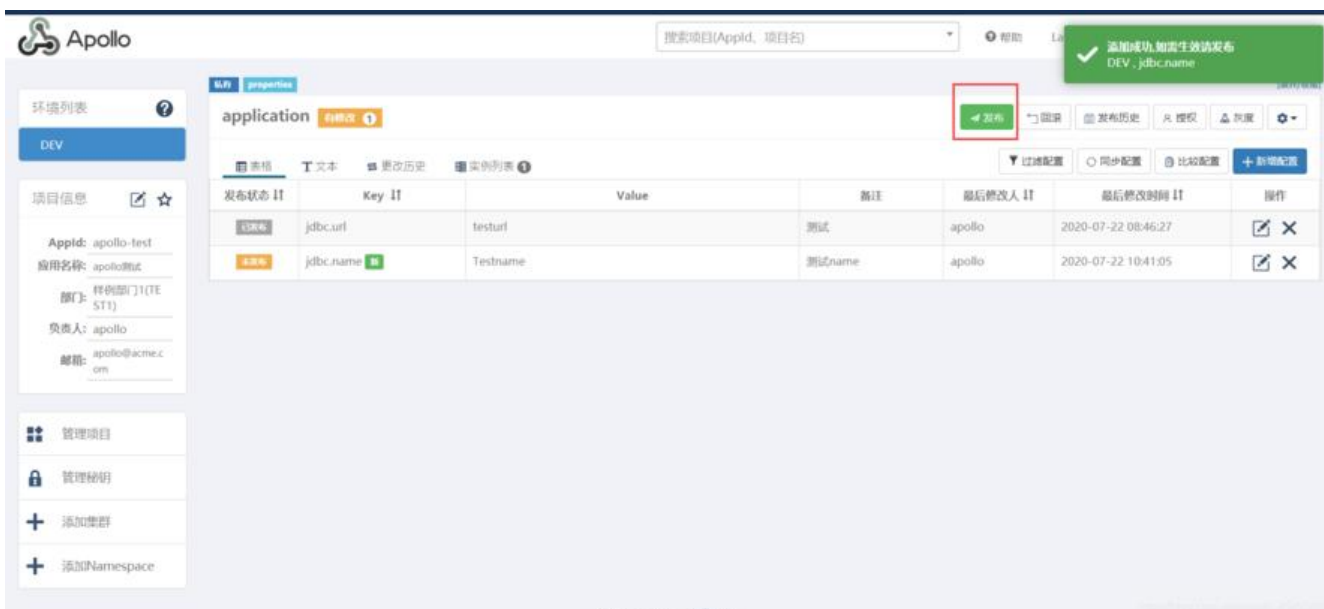 Apollo
搜索项目(AppId、项目名)
帮助
添加成功,如需生效请发布
DEV , jdbc.name
私有 properties
环境列表
DEV
application 有修改 1
发布 回滚 发布历史 授权 灰度
表格 文本 更改历史 实例列表 1
过滤配置 同步配置 比较配置 新增配置
发布状态 Key Value 备注 最后修改人 最后修改时间 操作
已发布 jdbc.url testurl 测试 apollo 2020-07-22 08:46:27
未发布 jdbc.name 新 Testname 测试name apollo 2020-07-22 10:41:05
项目信息
AppId: apollo-test
应用名称: apollo测试
部门: 样例部门1(TE
ST1)
负责人: apollo
邮箱: apollo@acme.c
om
管理项目
管理秘钥
添加集群
添加Namespace